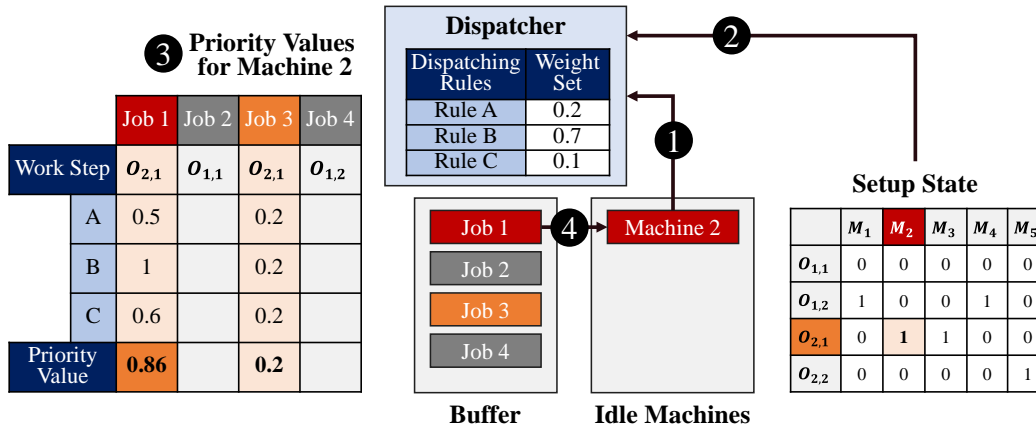 3 Priority Values
for Machine 2
Job 1 Job 2 Job 3 Job 4
Work Step O2,1 O1,1 O2,1 O1,2
A 0.5 0.2
B 1 0.2
C 0.6 0.2
Priority
Value 0.86 0.2
Dispatcher
Dispatching
Rules
Weight
Set
Rule A 0.2
Rule B 0.7
Rule C 0.1
2
1
Job 1
Job 2
Job 3
Job 4
4
Machine 2
Buffer
Idle Machines
Setup State
M1 M2 M3 M4 M5
O1,1 0 0 0 0 0
O1,2 1 0 0 1 0
O2,1 0 1 1 0 0
O2,2 0 0 0 0 1